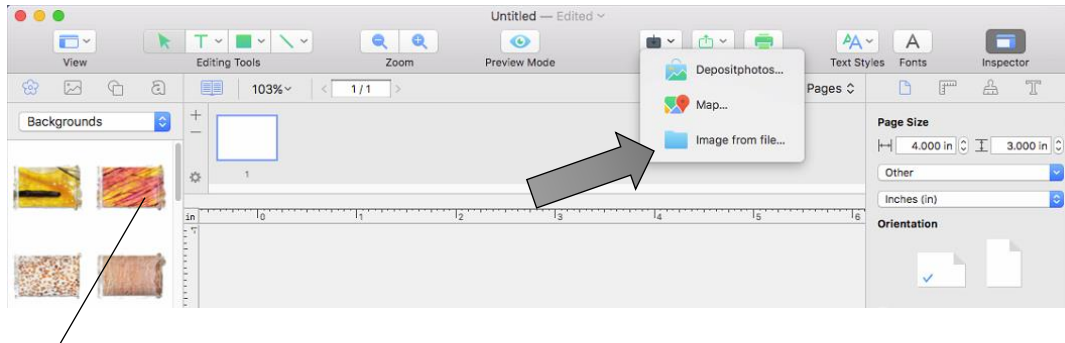 Untitled — Edited
View
Editing Tools
Zoom
Preview Mode
Text Styles
Fonts
Inspector
Depositphotos...
Map...
Image from file...
103%
1/1
Pages
Backgrounds
1
Page Size
4.000 in
3.000 in
Other
Inches (in)
Orientation
in 0 1 2 3 4 5 6